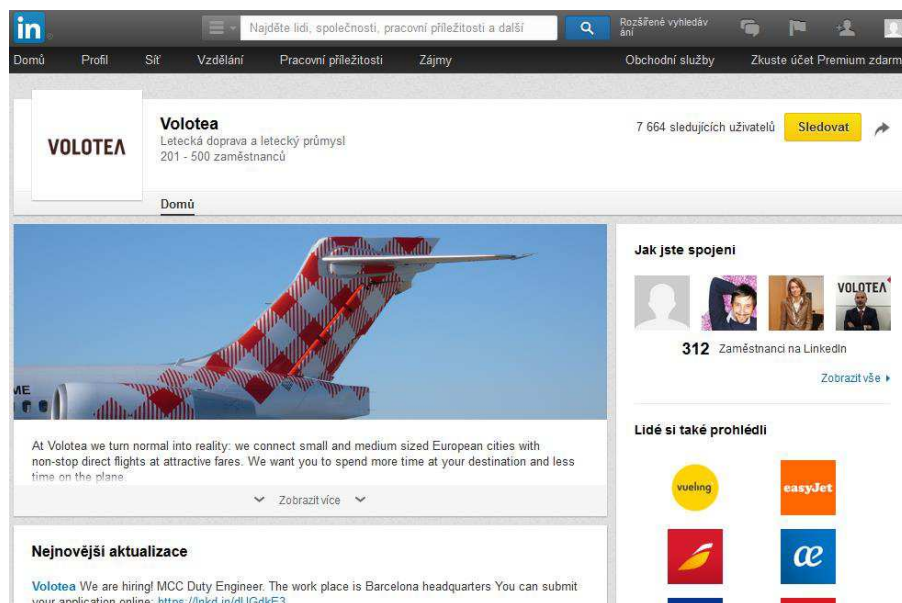 in
Najděte lidi, společnosti, pracovní příležitosti a další
Rozšířené vyhledáv
ání
Domů Profil Síť Vzdělání Pracovní příležitosti Zájmy Obchodní služby Zkuste účet Premium zdarm
VOLOTEA
Volotea
Letecká doprava a letecký průmysl
201 - 500 zaměstnanců
7 664 sledujících uživatelů Sledovat
Domů
ME
At Volotea we turn normal into reality: we connect small and medium sized European cities with
non-stop direct flights at attractive fares. We want you to spend more time at your destination and less
time on the plane.
Zobrazit více
Nejnovější aktualizace
Volotea We are hiring! MCC Duty Engineer. The work place is Barcelona headquarters You can submit
your application online: https://lnkd.in/dUGdkE3
Jak jste spojeni
VOLOTEA
312 Zaměstnanci na LinkedIn
Zobrazit vše
Lidé si také prohlédli
vueling
easyJet
æ